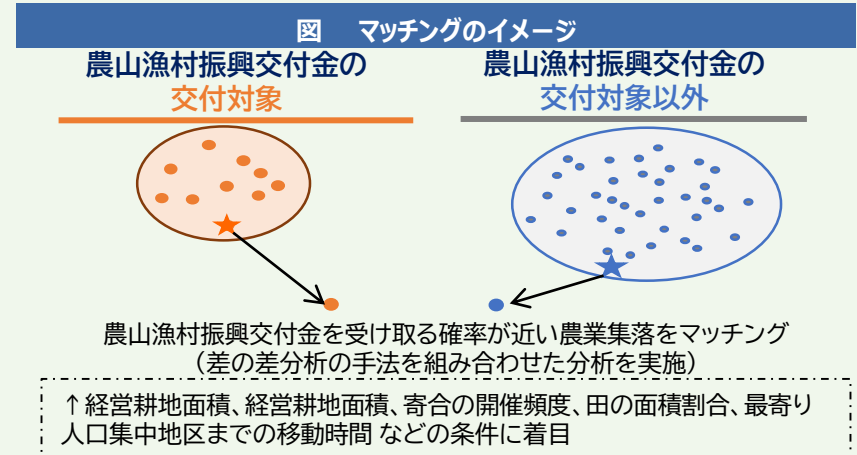 図 マッチングのイメージ
農山漁村振興交付金の
交付対象
農山漁村振興交付金の
交付対象以外
農山漁村振興交付金を受け取る確率が近い農業集落をマッチング
（差の差分析の手法を組み合わせた分析を実施）
↑経営耕地面積、経営耕地面積、寄合の開催頻度、田の面積割合、最寄り
人口集中地区までの移動時間 などの条件に着目